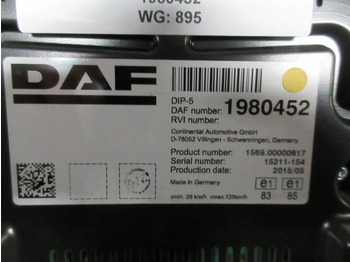 1980452
WG: 895
DAF
DIP-5
DAF number: 1980452
RVI number:
Continental Automotive GmbH
D-78052 Villingen - Schwenningen, Germany
Product number 1569.00000617
Serial number 15211-154
Production date 2015/05
Made in Germany
e1 e1
vmin. 25 km/h vmax.125km/h 83 85